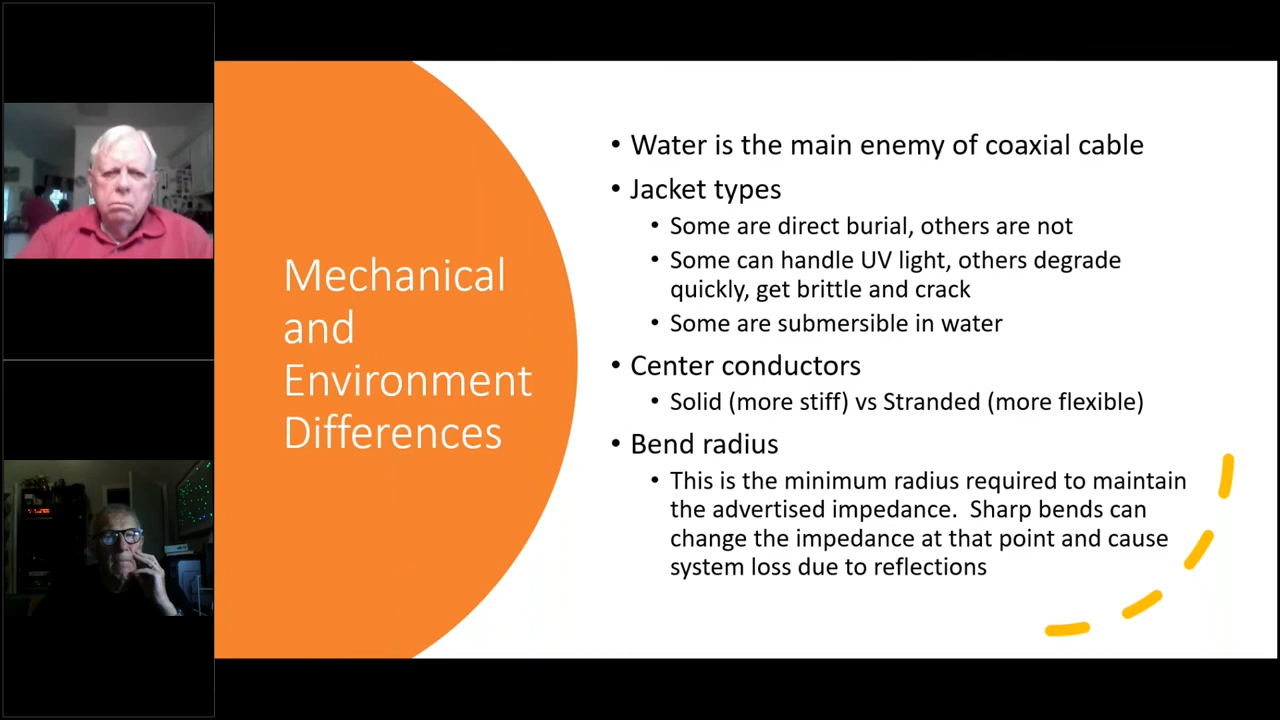 Mechanical
and
Environment
Differences
• Water is the main enemy of coaxial cable
• Jacket types
• Some are direct burial, others are not
• Some can handle UV light, others degrade
quickly, get brittle and crack
• Some are submersible in water
• Center conductors
• Solid (more stiff) vs Stranded (more flexible)
• Bend radius
• This is the minimum radius required to maintain
the advertised impedance.  Sharp bends can
change the impedance at that point and cause
system loss due to reflections